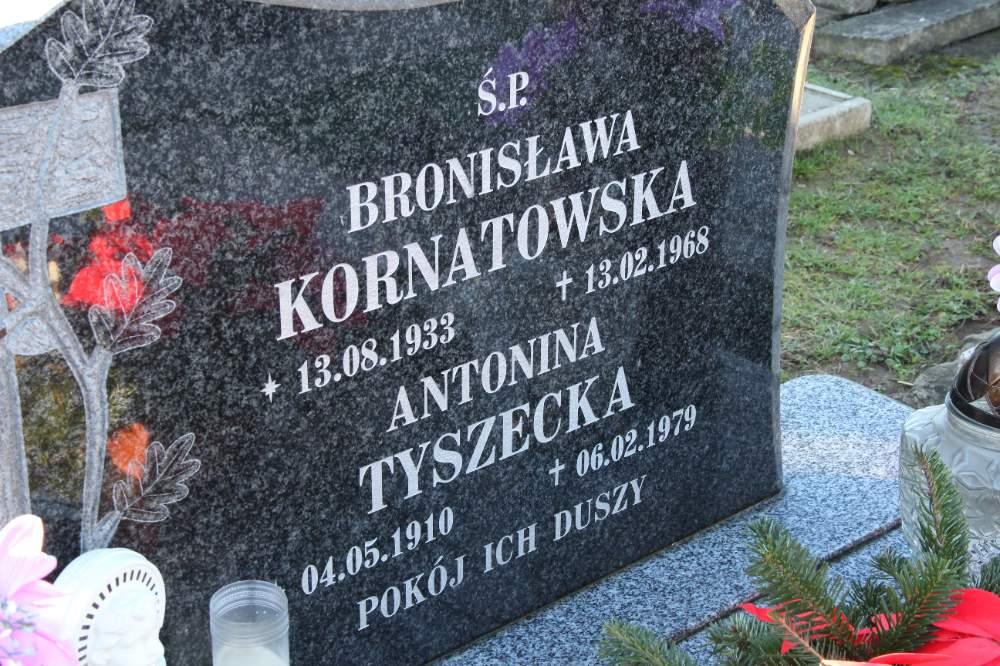 Ś.P.
BRONISŁAWA
KORNATOWSKA
* 13.08.1933 † 13.02.1968
ANTONINA
TYSZECKA
04.05.1910 † 06.02.1979
POKÓJ ICH DUSZY